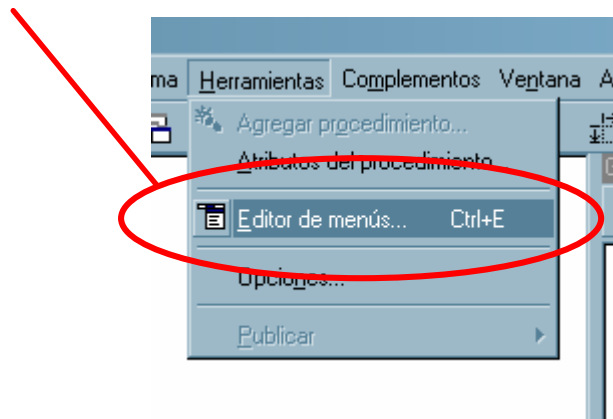 ma Herramientas Complementos Ventana A
Agregar procedimiento...
Atributos del procedimiento
Editor de menús... Ctrl+E
Opciones...
Publicar